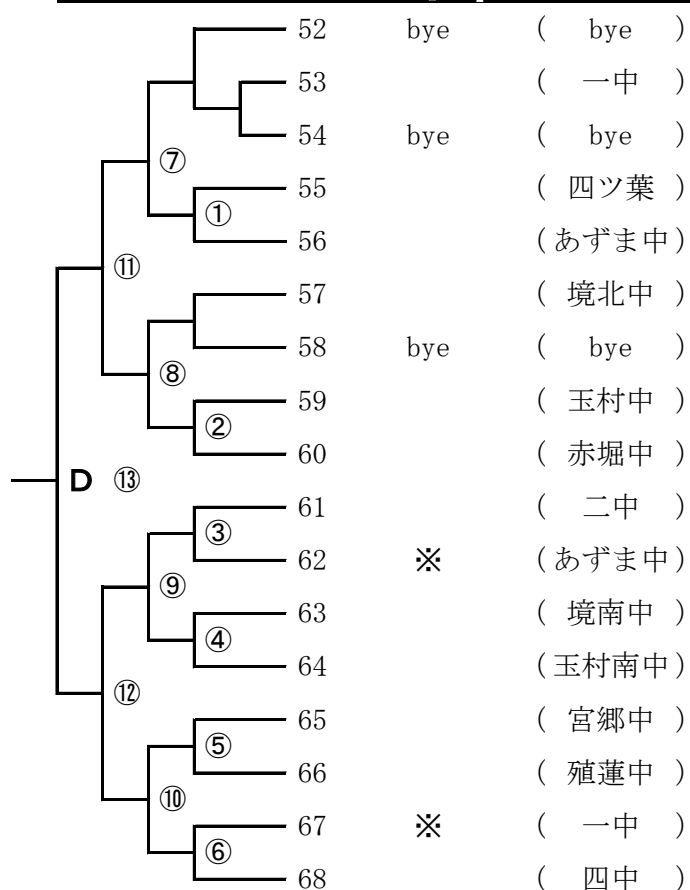 52 bye ( bye )
53 ( 一中 )
54 bye ( bye )
⑦
55 ( 四ツ葉 )
①
56 (あずま中)
⑪
57 ( 境北中 )
58 bye ( bye )
⑧
59 ( 玉村中 )
②
60 ( 赤堀中 )
D ⑬
61 ( 二中 )
③
62 ※ (あずま中)
⑨
63 ( 境南中 )
④
64 (玉村南中)
⑫
65 ( 宮郷中 )
⑤
66 ( 殖蓮中 )
⑩
67 ※ ( 一中 )
⑥
68 ( 四中 )